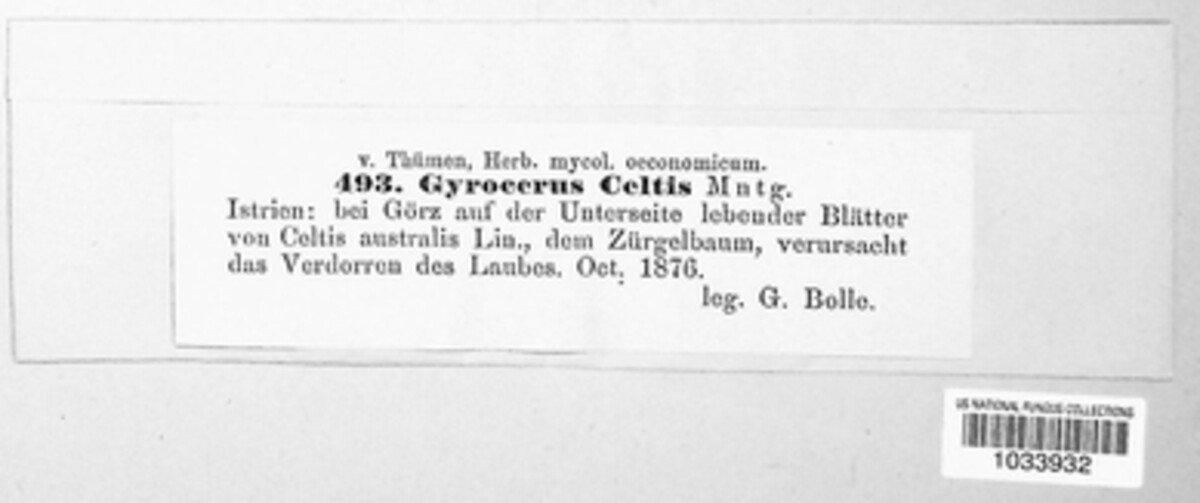 v. Thümen, Herb. mycol. oeconomicum.
493. Gyrocerus Celtis Mntg.
Istrien: bei Görz auf der Unterseite lebender Blätter
von Celtis australis Lin., dem Zürgelbaum, verursacht
das Verdorren des Laubes. Oct. 1876.
leg. G. Bolle.
US NATIONAL FUNGUS COLLECTIONS
1033932